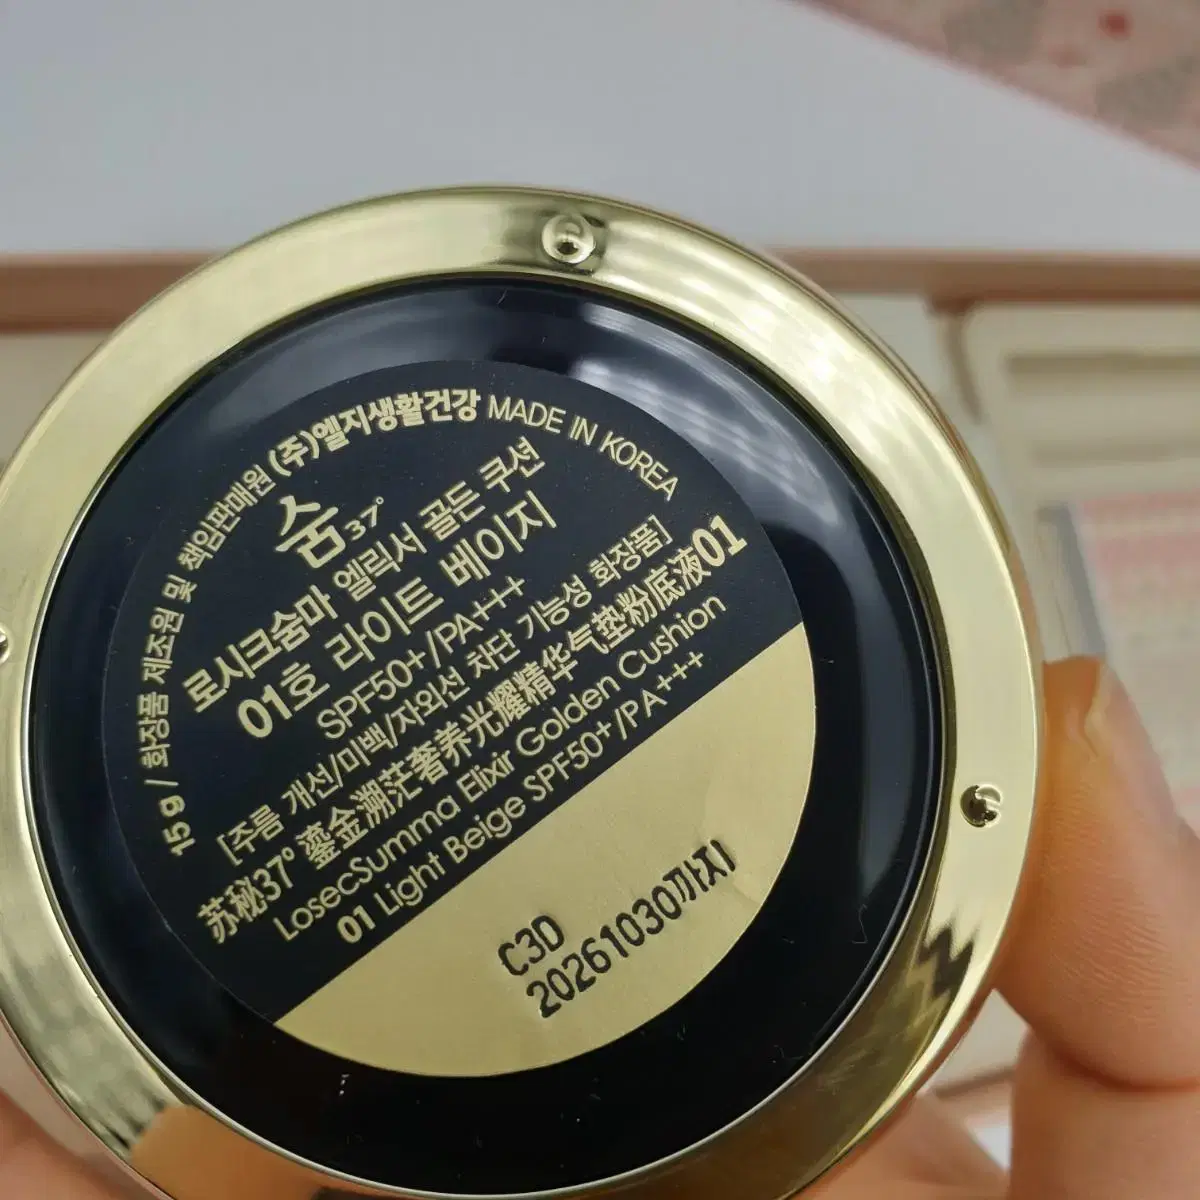 15g / 화장품 제조원 및 책임판매원 (주)엘지생활건강 MADE IN KOREA
숨37°
로시크숨마 엘릭서 골든 쿠션
01호 라이트 베이지
SPF50+/PA+++
[주름 개선/미백/자외선 차단 기능성 화장품]
苏秘37° 鎏金溯茫奢养光耀精华气垫粉底液01
LosecSumma Elixir Golden Cushion
01 Light Beige SPF50+/PA+++
C3D
20261030까지